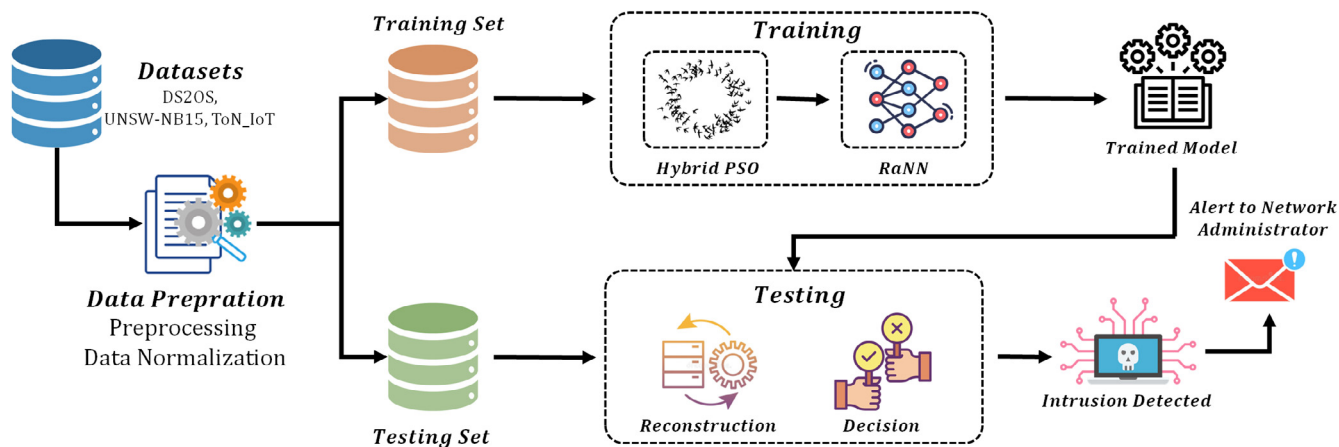 Datasets
DS2OS,
UNSW-NB15, ToN_IoT
Data Prepration
Preprocessing
Data Normalization
Training Set
Testing Set
Training
Hybrid PSO
RaNN
Trained Model
Testing
Reconstruction
Decision
Intrusion Detected
Alert to Network
Administrator